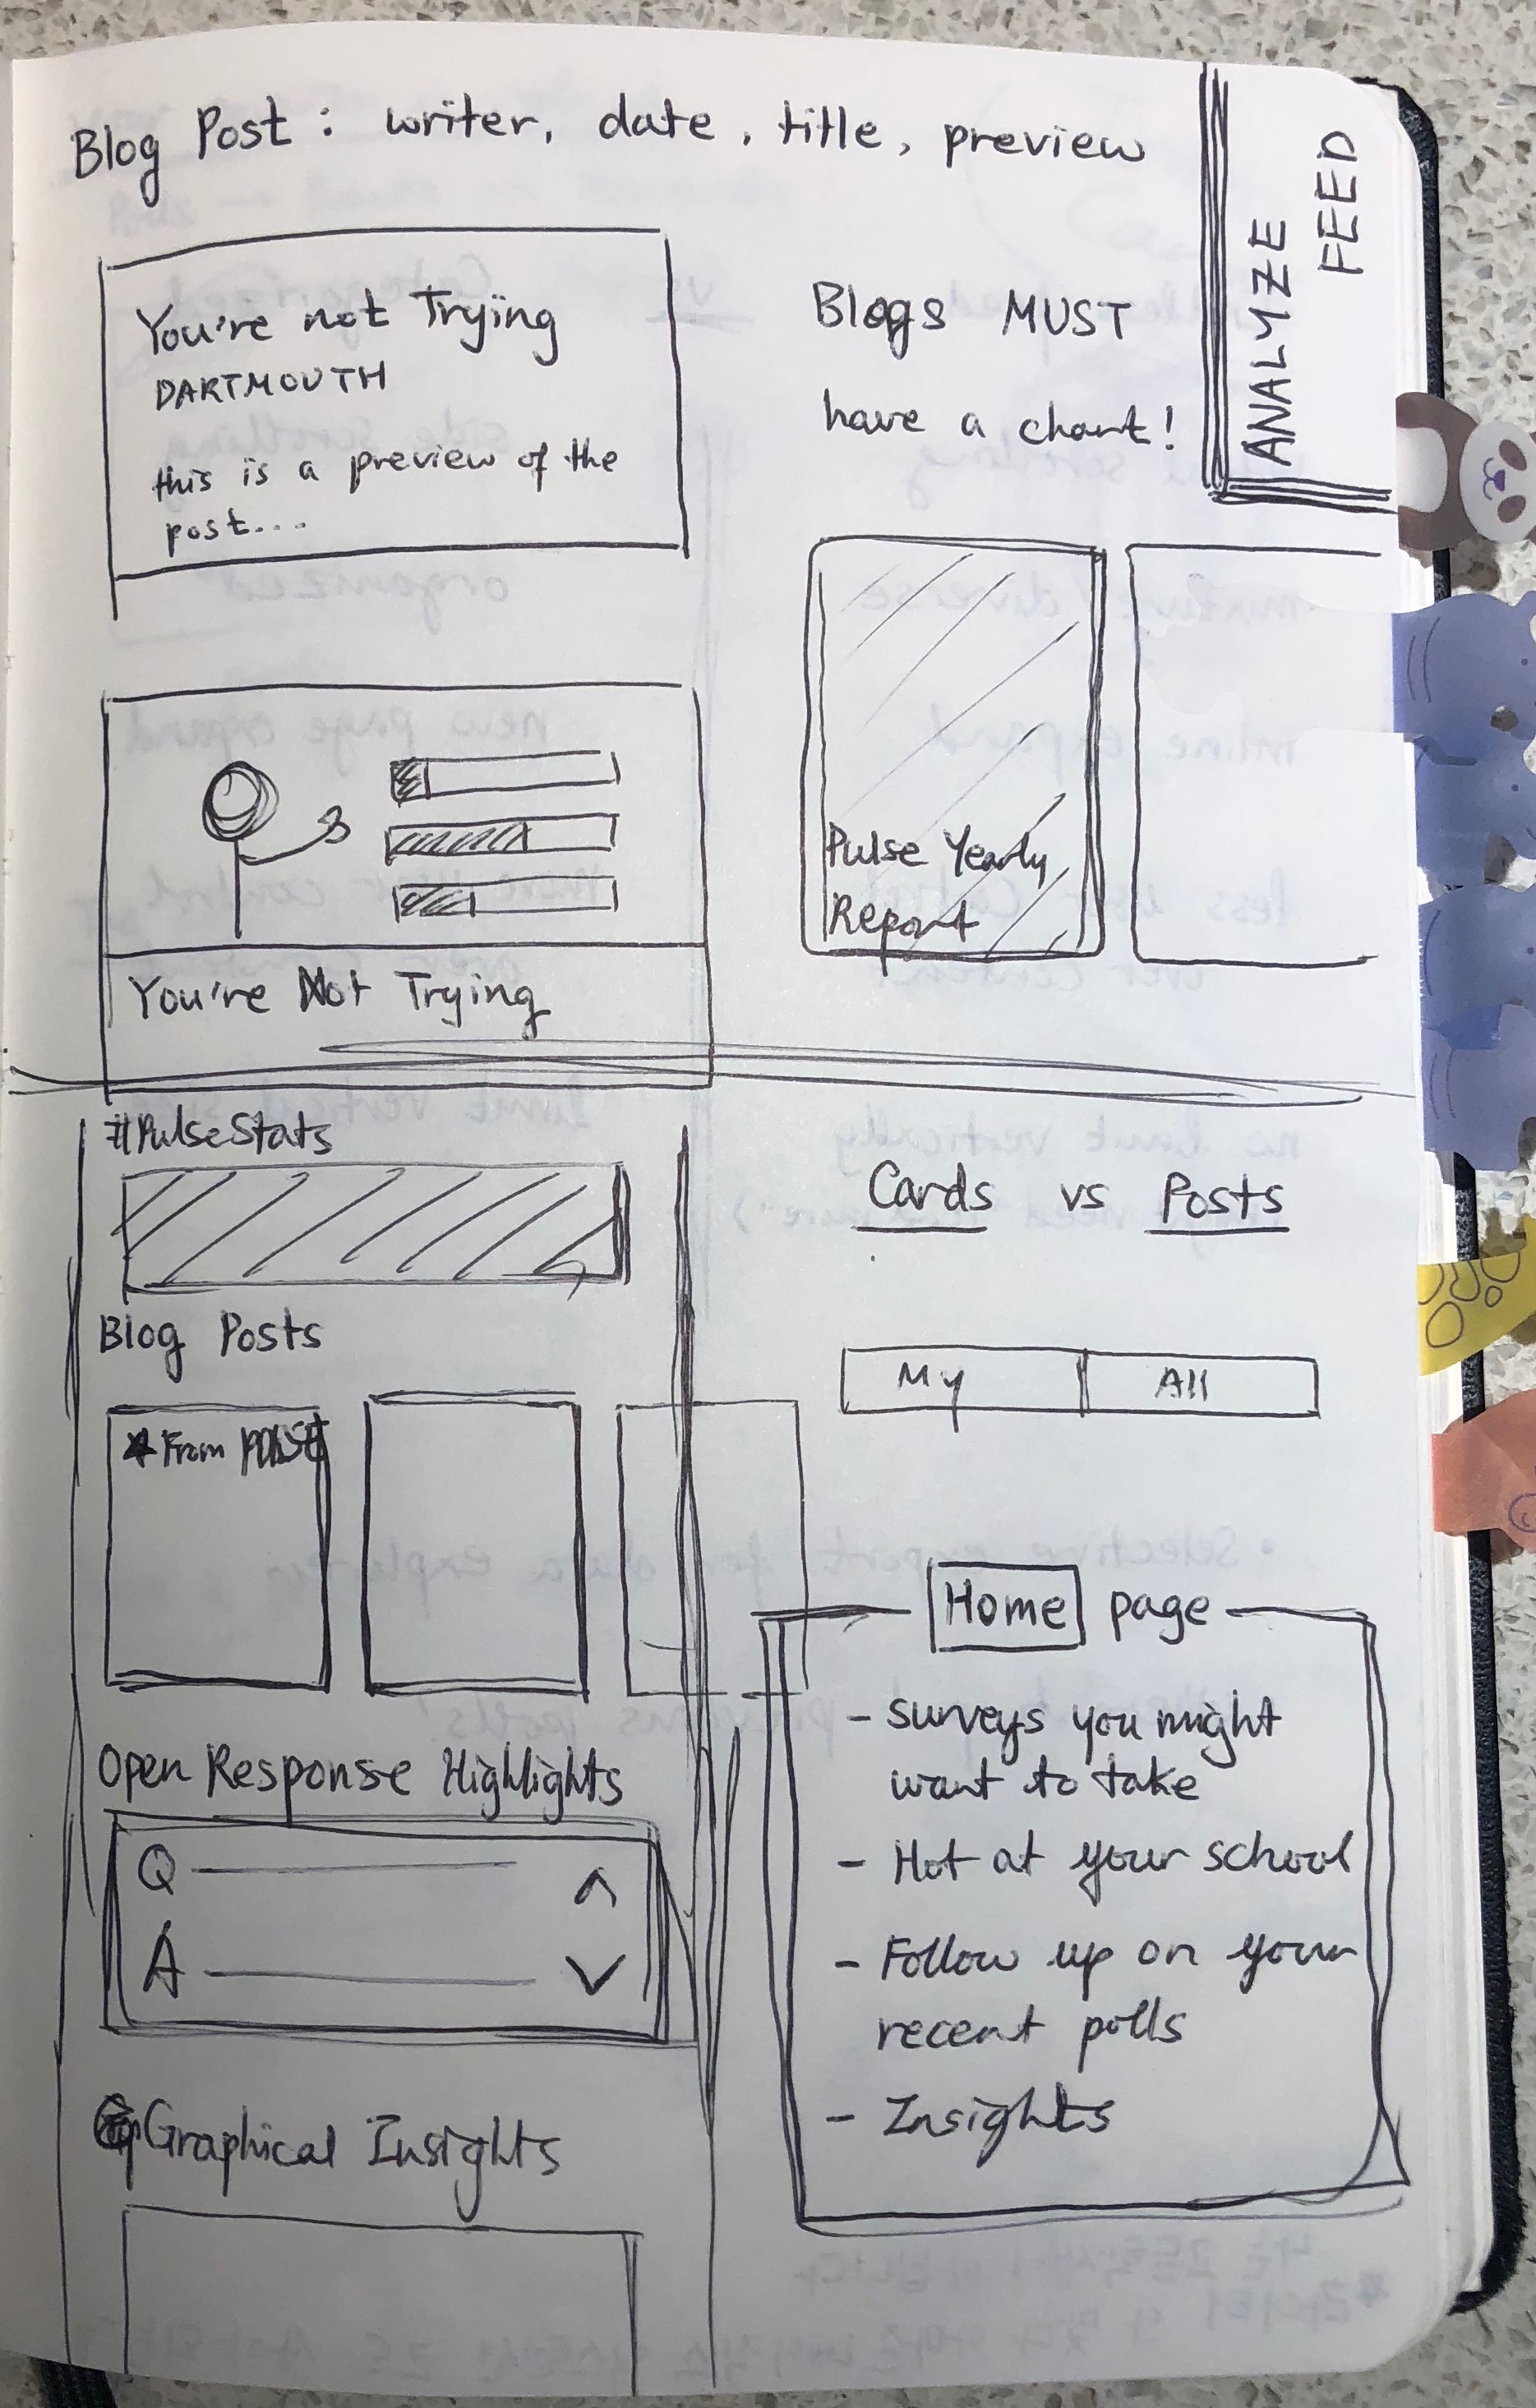 Blog Post : writer, date, title, preview
ANALYZE
FEED
You're not Trying
DARTMOUTH
this is a preview of the
post....
Blogs MUST
have a chart!
Pulse Yearly
Report
You're Not Trying
#PulseStats
Blog Posts
From PULSE
Open Response Highlights
Q
A
Graphical Insights
Cards vs Posts
My All
Home page
- surveys you might
want to take
- Hot at your school
- Follow up on your
recent polls
- Insights